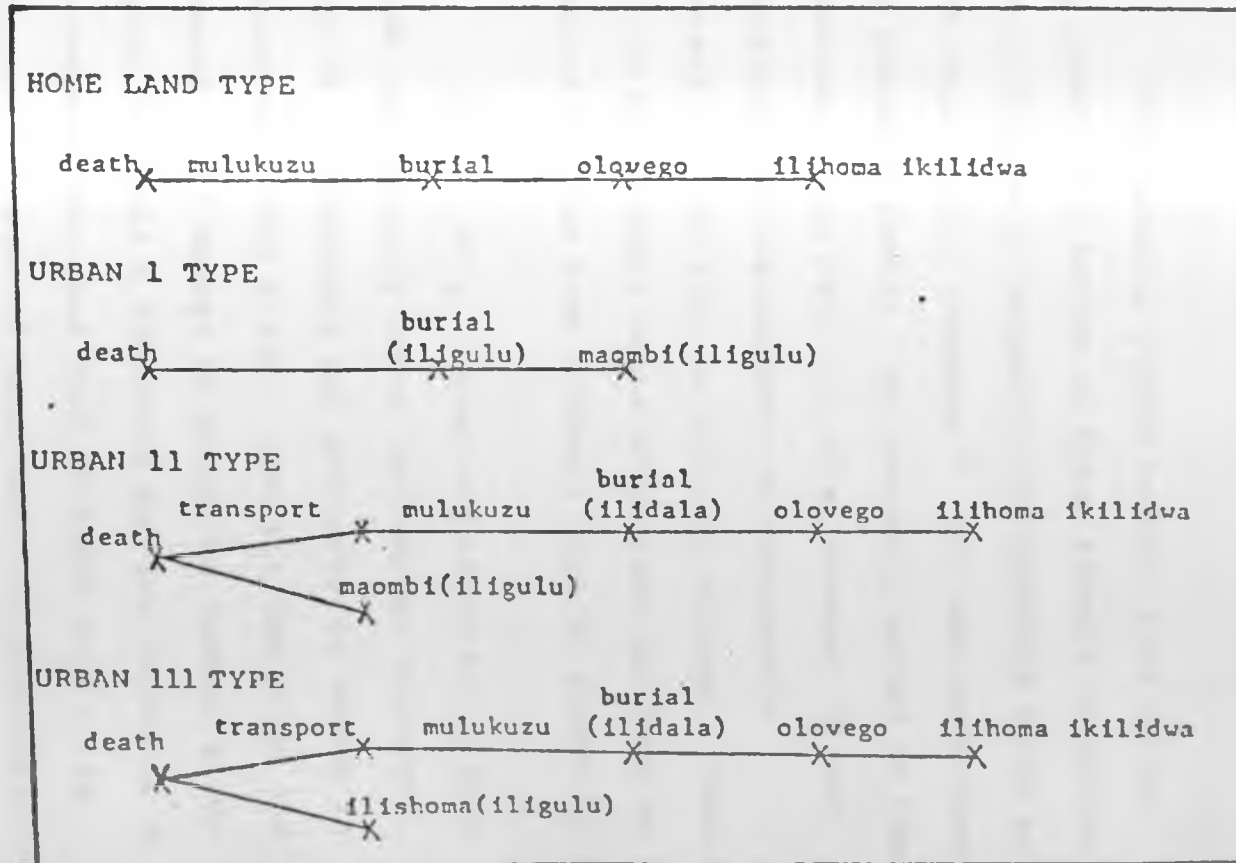 HOME LAND TYPE
death mulukuzu burial olovego ilihoma ikilidwa
URBAN 1 TYPE
burial
death (iligulu) maombi(iligulu)
URBAN 11 TYPE
burial
transport mulukuzu (ilidala) olovego ilihoma ikilidwa
death
maombi(iligulu)
URBAN 111 TYPE
burial
transport mulukuzu (ilidala) olovego ilihoma ikilidwa
death
ilishoma(iligulu)